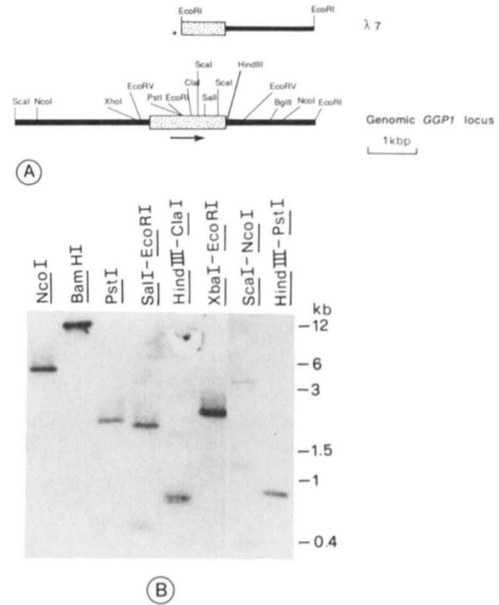 EcoRI EcoRI
* λ7
ScaI HindIII
ClaI ScaI
EcoRV PstI EcoRI SalI EcoRV
ScaI NcoI XhoI BglII NcoI EcoRI
Genomic GGP1 locus
1kbp
A
NcoI BamHI PstI SalI-EcoRI HindIII-ClaI XbaI-EcoRI ScaI-NcoI HindIII-PstI
kb
-12
-6
-3
-1.5
-1
-0.4
B